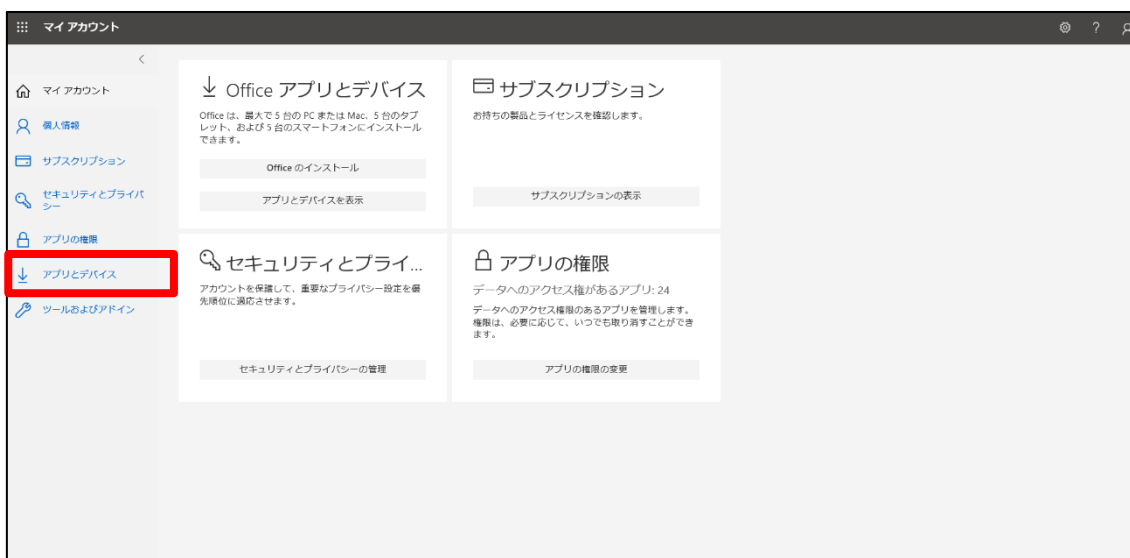 マイ アカウント
?
マイ アカウント
個人情報
サブスクリプション
セキュリティとプライバ
シー
アプリの権限
アプリとデバイス
ツールおよびアドイン
Office アプリとデバイス
Office は、最大で 5 台の PC または Mac、5 台のタブ
レット、および 5 台のスマートフォンにインストール
できます。
Office のインストール
アプリとデバイスを表示
サブスクリプション
お持ちの製品とライセンスを確認します。
サブスクリプションの表示
セキュリティとプライ...
アカウントを保護して、重要なプライバシー設定を優
先順位に適応させます。
セキュリティとプライバシーの管理
アプリの権限
データへのアクセス権があるアプリ: 24
データへのアクセス権限のあるアプリを管理します。
権限は、必要に応じて、いつでも取り消すことができ
ます。
アプリの権限の変更